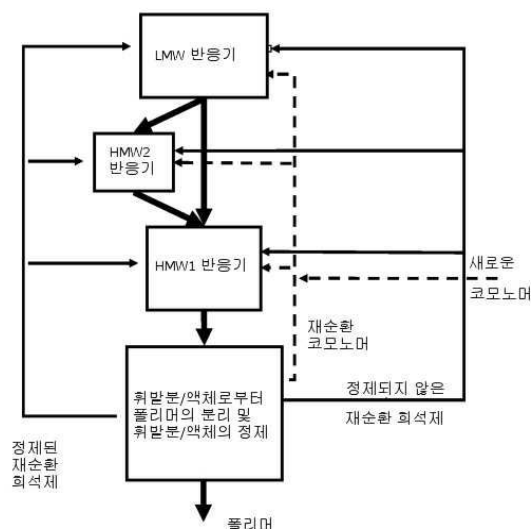 LMW 반응기
HMW2
반응기
HMW1 반응기
새로운
코모노머
재순환
코모노머
휘발분/액체로부터
폴리머의 분리 및
휘발분/액체의 정제
정제되지 않은
재순환 희석제
정제된
재순환
희석제
폴리머